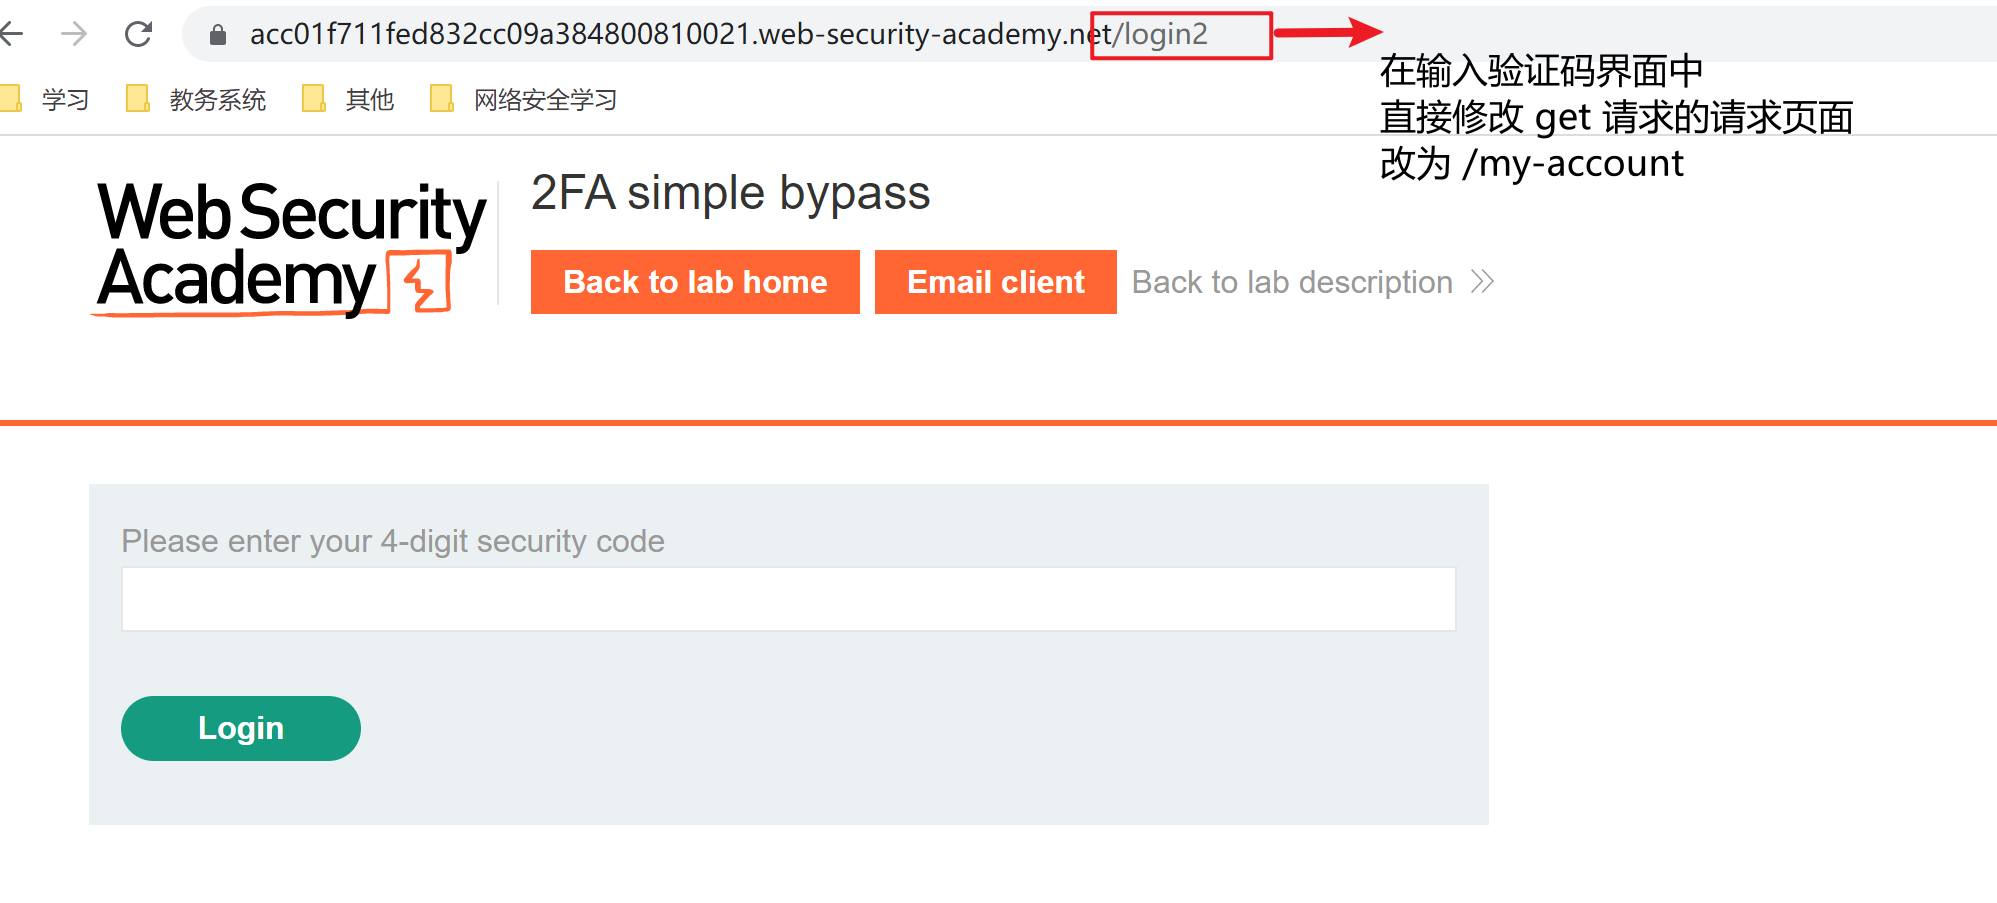 acc01f711fed832cc09a384800810021.web-security-academy.net/login2
在输入验证码界面中
直接修改 get 请求的请求页面
改为 /my-account
学习 教务系统 其他 网络安全学习
Web Security
Academy
2FA simple bypass
Back to lab home Email client Back to lab description
Please enter your 4-digit security code
Login